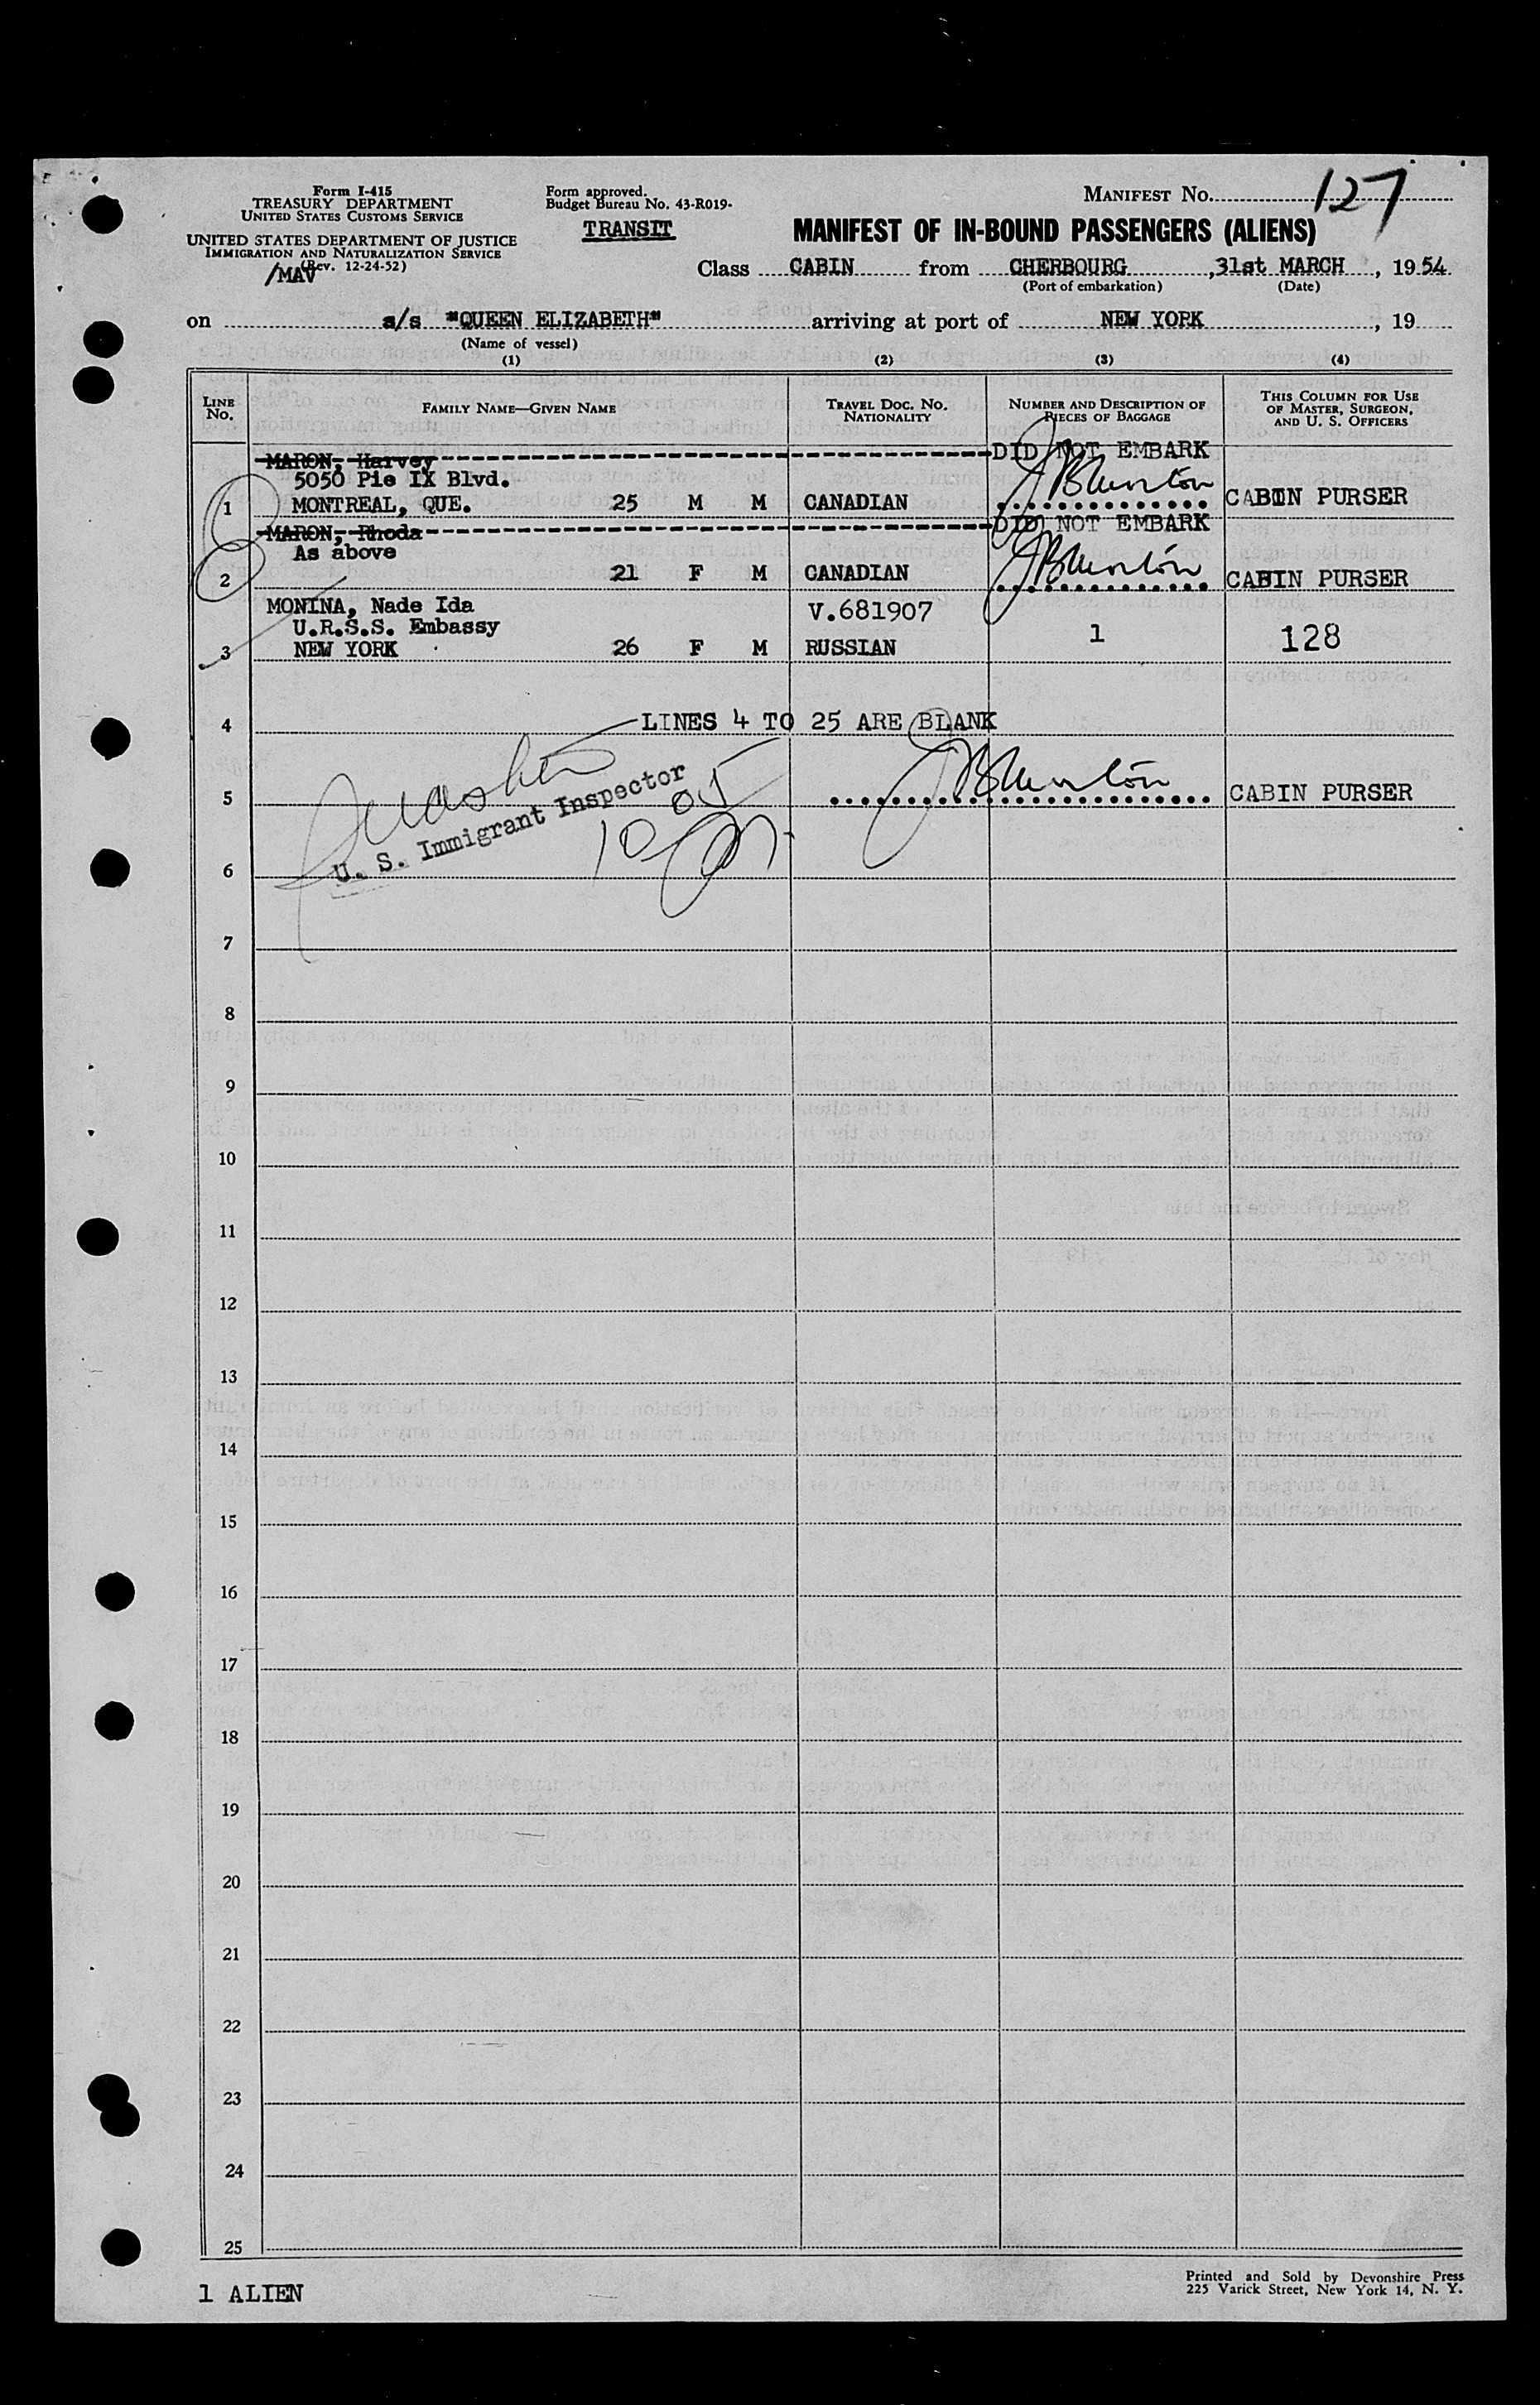 Form I-415
TREASURY DEPARTMENT
UNITED STATES CUSTOMS SERVICE
UNITED STATES DEPARTMENT OF JUSTICE
IMMIGRATION AND NATURALIZATION SERVICE
(Rev. 12-24-52)
/MAV
Form approved.
Budget Bureau No. 43-R019-
TRANSIT
MANIFEST NO. 127
MANIFEST OF IN-BOUND PASSENGERS (ALIENS)
Class CABIN from CHERBOURG, 31st MARCH, 1954.
(Port of embarkation) (Date)
on s/s "QUEEN ELIZABETH" arriving at port of NEW YORK, 19
(Name of vessel)
(1) (2) (3) (4)
LINE No. FAMILY NAME—GIVEN NAME TRAVEL DOC. NO. NATIONALITY NUMBER AND DESCRIPTION OF PIECES OF BAGGAGE THIS COLUMN FOR USE OF MASTER, SURGEON, AND U. S. OFFICERS
MARON, Harvey DID NOT EMBARK
5050 Pie IX Blvd.
1 MONTREAL, QUE. 25 M M CANADIAN CABIN PURSER
MARON, Rhoda DID NOT EMBARK
As above
2 21 F M CANADIAN CABIN PURSER
MONINA, Nade Ida V.681907
U.R.S.S. Embassy
3 NEW YORK 26 F M RUSSIAN 1 128
4 LINES 4 TO 25 ARE BLANK
5 CABIN PURSER
U. S. Immigrant Inspector
10 05
6
7
8
9
10
11
12
13
14
15
16
17
18
19
20
21
22
23
24
25
1 ALIEN
Printed and Sold by Devonshire Press
225 Varick Street, New York 14, N. Y.